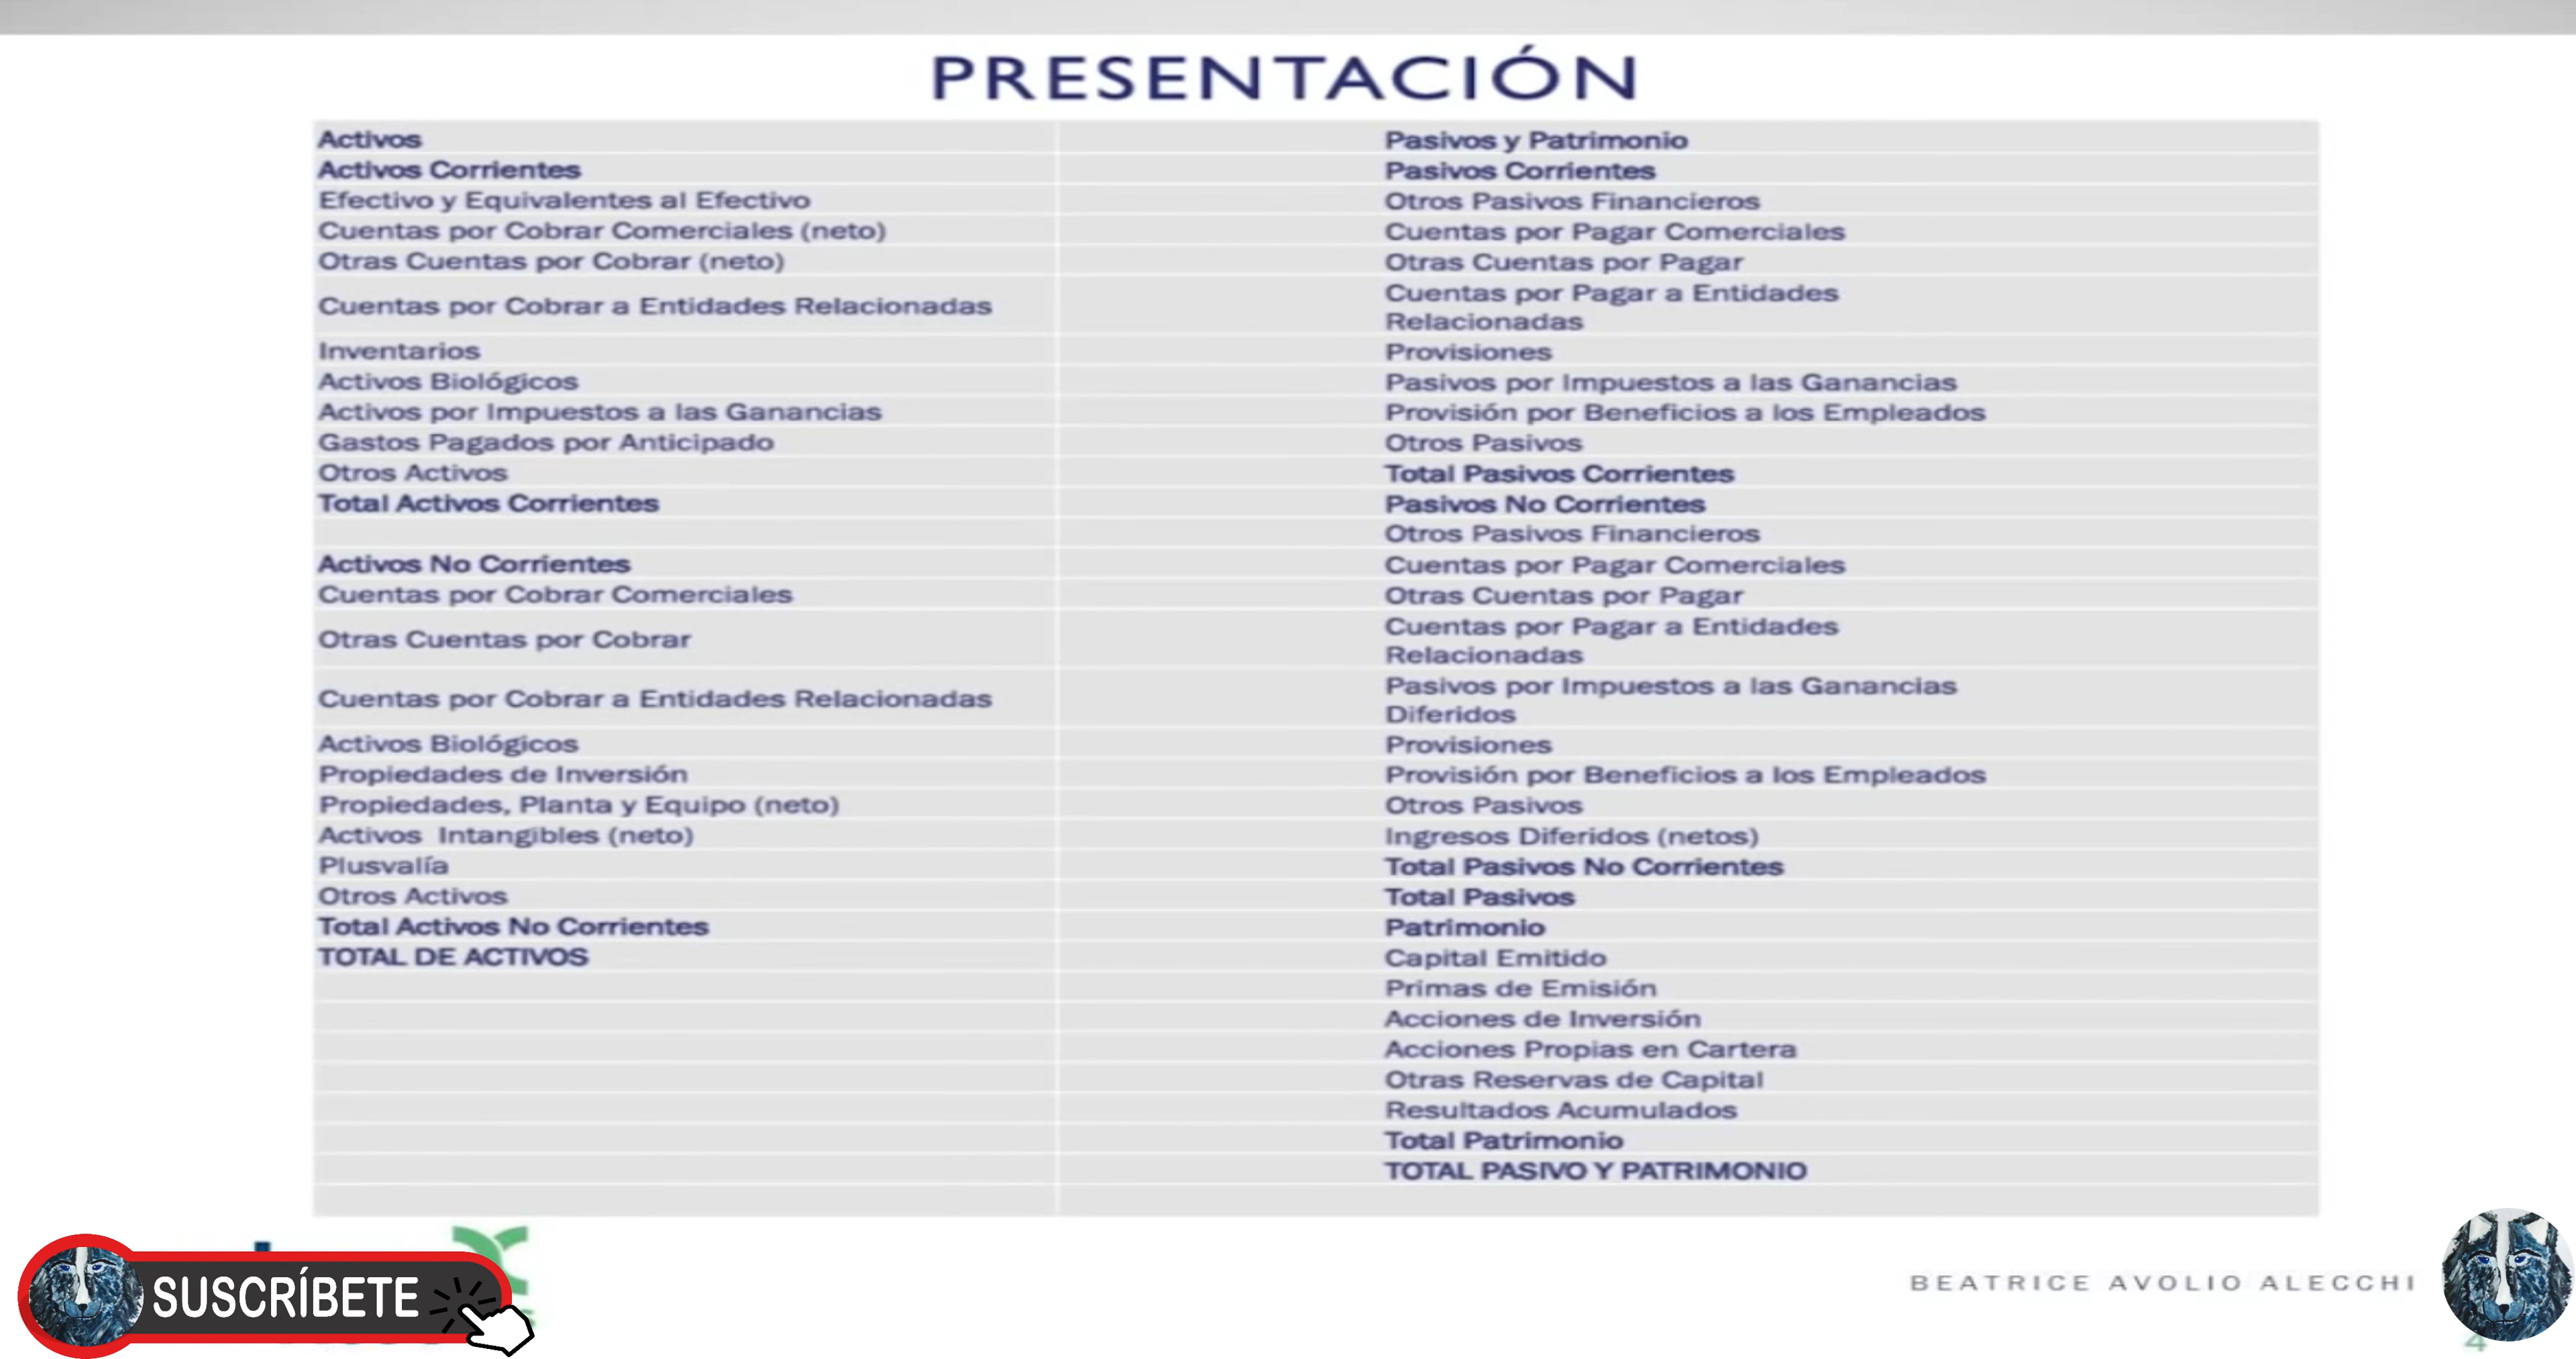 PRESENTACIÓN
Activos
Activos Corrientes
Efectivo y Equivalentes al Efectivo
Cuentas por Cobrar Comerciales (neto)
Otras Cuentas por Cobrar (neto)
Cuentas por Cobrar a Entidades Relacionadas
Inventarios
Activos Biológicos
Activos por Impuestos a las Ganancias
Gastos Pagados por Anticipado
Otros Activos
Total Activos Corrientes
Activos No Corrientes
Cuentas por Cobrar Comerciales
Otras Cuentas por Cobrar
Cuentas por Cobrar a Entidades Relacionadas
Activos Biológicos
Propiedades de Inversión
Propiedades, Planta y Equipo (neto)
Activos Intangibles (neto)
Plusvalía
Otros Activos
Total Activos No Corrientes
TOTAL DE ACTIVOS
Pasivos y Patrimonio
Pasivos Corrientes
Otros Pasivos Financieros
Cuentas por Pagar Comerciales
Otras Cuentas por Pagar
Cuentas por Pagar a Entidades
Relacionadas
Provisiones
Pasivos por Impuestos a las Ganancias
Provisión por Beneficios a los Empleados
Otros Pasivos
Total Pasivos Corrientes
Pasivos No Corrientes
Otros Pasivos Financieros
Cuentas por Pagar Comerciales
Otras Cuentas por Pagar
Cuentas por Pagar a Entidades
Relacionadas
Pasivos por Impuestos a las Ganancias
Diferidos
Provisiones
Provisión por Beneficios a los Empleados
Otros Pasivos
Ingresos Diferidos (netos)
Total Pasivos No Corrientes
Total Pasivos
Patrimonio
Capital Emitido
Primas de Emisión
Acciones de Inversión
Acciones Propias en Cartera
Otras Reservas de Capital
Resultados Acumulados
Total Patrimonio
TOTAL PASIVO Y PATRIMONIO
SUSCRÍBETE
BEATRICE AVOLIO ALECCHI
4